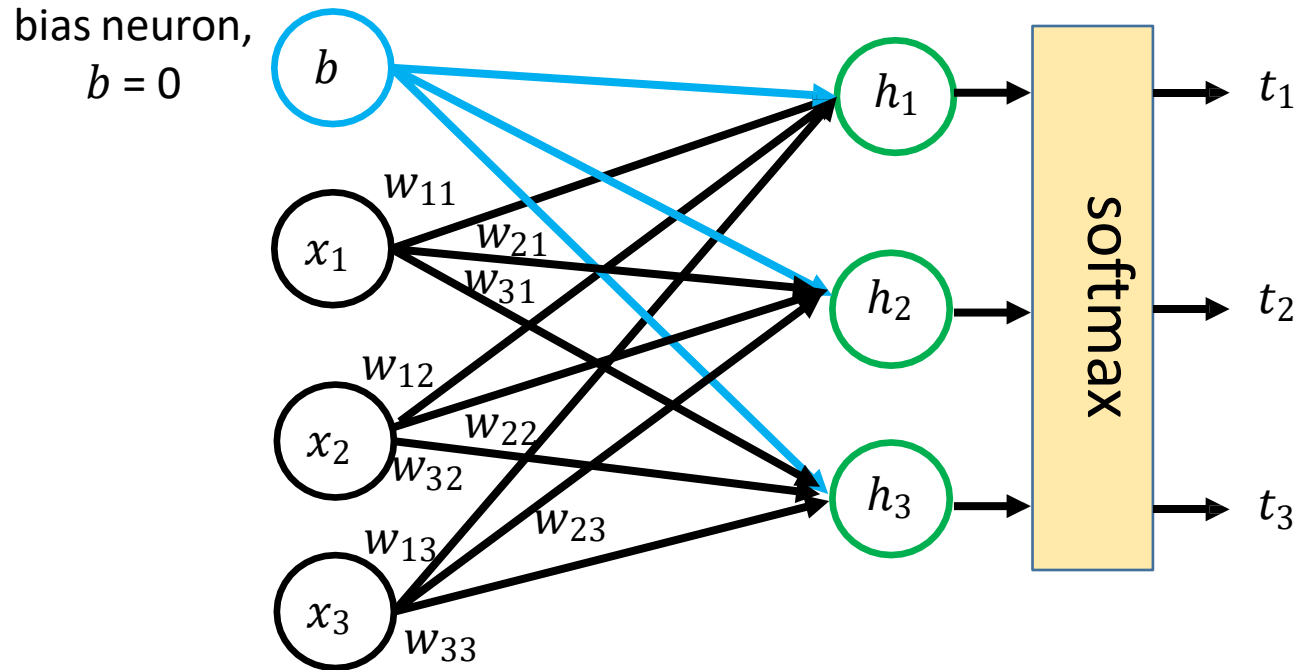 bias neuron,
b = 0
b
x₁
x₂
x₃
w₁₁
w₂₁
w₃₁
w₁₂
w₂₂
w₃₂
w₁₃
w₂₃
w₃₃
h₁
h₂
h₃
softmax
t₁
t₂
t₃